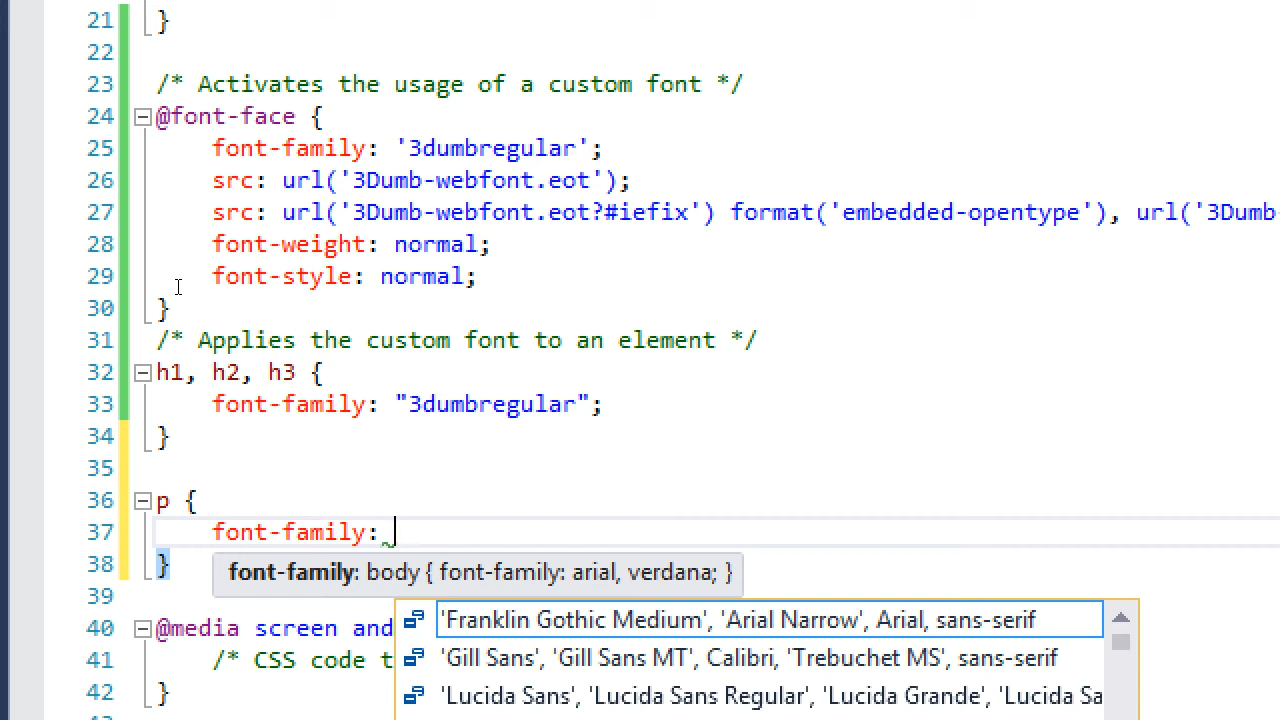 21 }
22
23 /* Activates the usage of a custom font */
24 @font-face {
25 font-family: '3dumbregular';
26 src: url('3Dumb-webfont.eot');
27 src: url('3Dumb-webfont.eot?#iefix') format('embedded-opentype'), url('3Dumb-
28 font-weight: normal;
29 font-style: normal;
30 }
31 /* Applies the custom font to an element */
32 h1, h2, h3 {
33 font-family: "3dumbregular";
34 }
35
36 p {
37 font-family:
38 }
font-family: body { font-family: arial, verdana; }
39
'Franklin Gothic Medium', 'Arial Narrow', Arial, sans-serif
'Gill Sans', 'Gill Sans MT', Calibri, 'Trebuchet MS', sans-serif
'Lucida Sans', 'Lucida Sans Regular', 'Lucida Grande', 'Lucida Sa
40 @media screen and
41 /* CSS code t
42 }